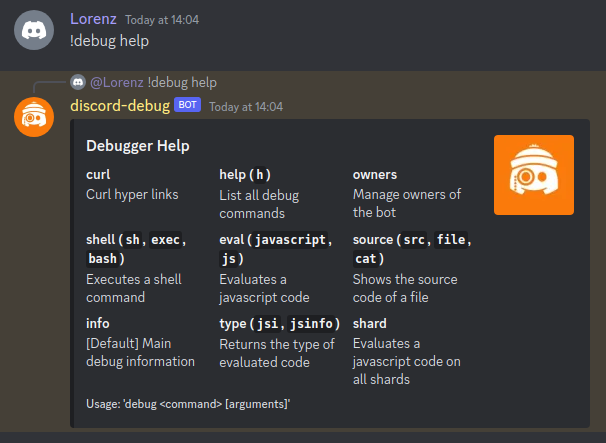 Lorenz Today at 14:04
!debug help
@Lorenz !debug help
discord-debug BOT Today at 14:04
Debugger Help
curl
Curl hyper links
help (h)
List all debug
commands
owners
Manage owners of
the bot
shell (sh, exec,
bash)
Executes a shell
command
eval (javascript,
js)
Evaluates a
javascript code
source (src, file,
cat)
Shows the source
code of a file
info
[Default] Main
debug information
type (jsi, jsinfo)
Returns the type of
evaluated code
shard
Evaluates a
javascript code on
all shards
Usage: 'debug <command> [arguments]'